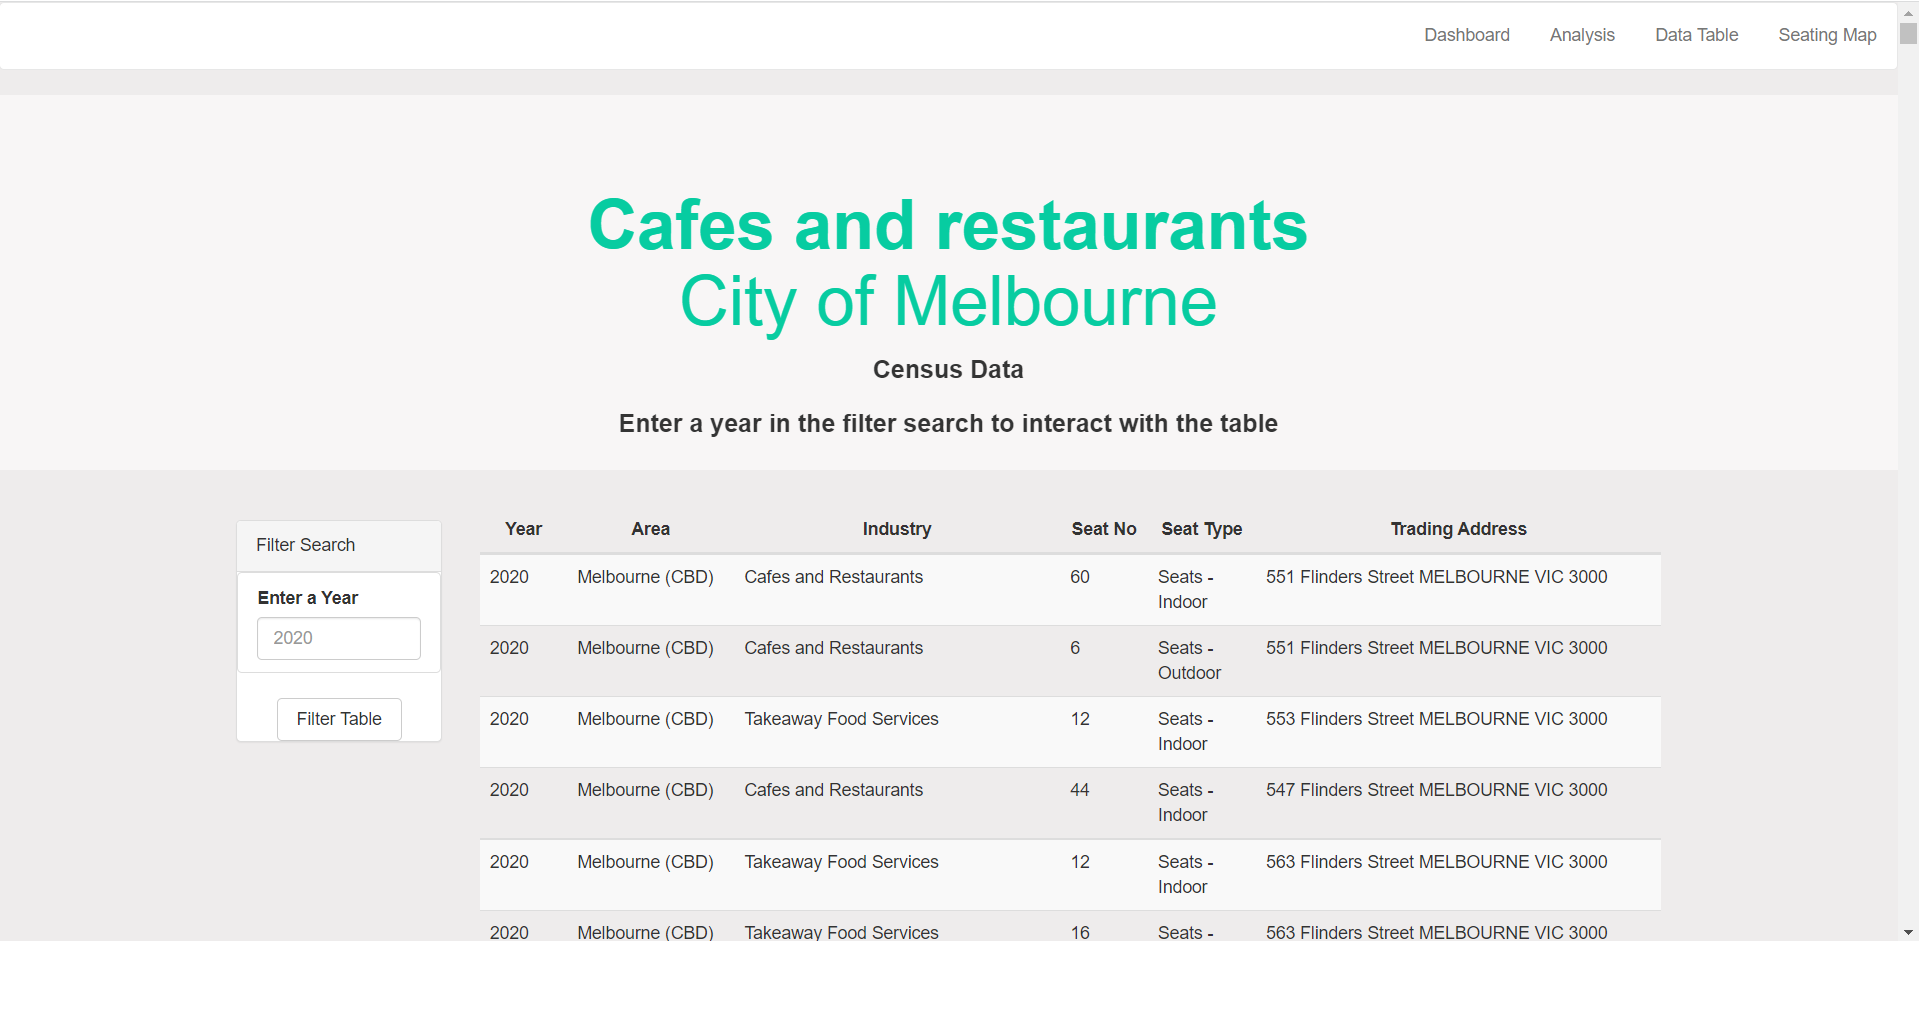 Dashboard Analysis Data Table Seating Map
Cafes and restaurants
City of Melbourne
Census Data
Enter a year in the filter search to interact with the table
Filter Search
Enter a Year
2020
Filter Table
Year Area Industry Seat No Seat Type Trading Address
2020 Melbourne (CBD) Cafes and Restaurants 60 Seats - 551 Flinders Street MELBOURNE VIC 3000
Indoor
2020 Melbourne (CBD) Cafes and Restaurants 6 Seats - 551 Flinders Street MELBOURNE VIC 3000
Outdoor
2020 Melbourne (CBD) Takeaway Food Services 12 Seats - 553 Flinders Street MELBOURNE VIC 3000
Indoor
2020 Melbourne (CBD) Cafes and Restaurants 44 Seats - 547 Flinders Street MELBOURNE VIC 3000
Indoor
2020 Melbourne (CBD) Takeaway Food Services 12 Seats - 563 Flinders Street MELBOURNE VIC 3000
Indoor
2020 Melbourne (CBD) Takeaway Food Services 16 Seats - 563 Flinders Street MELBOURNE VIC 3000